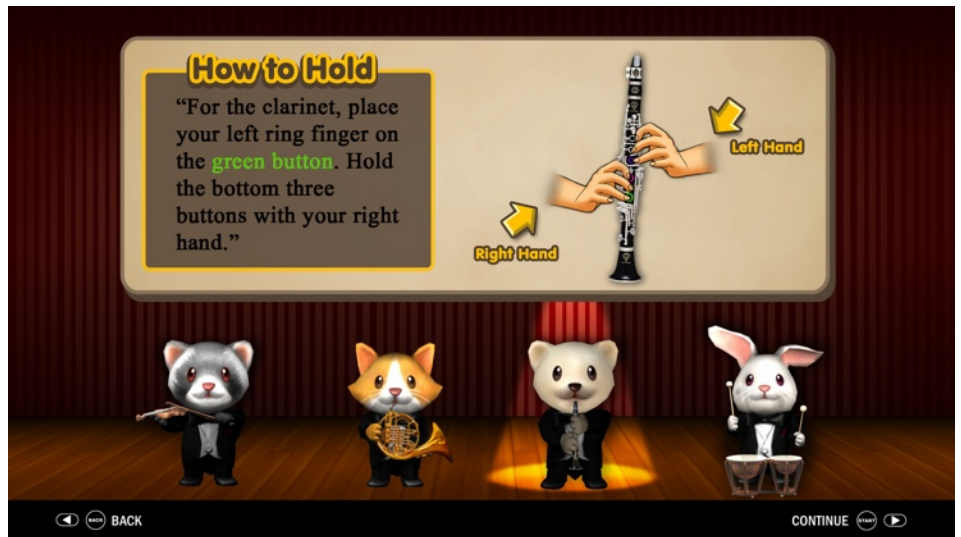 How to Hold
“For the clarinet, place
your left ring finger on
the green button. Hold
the bottom three
buttons with your right
hand.”
Left Hand
Right Hand
BACK BACK
CONTINUE START